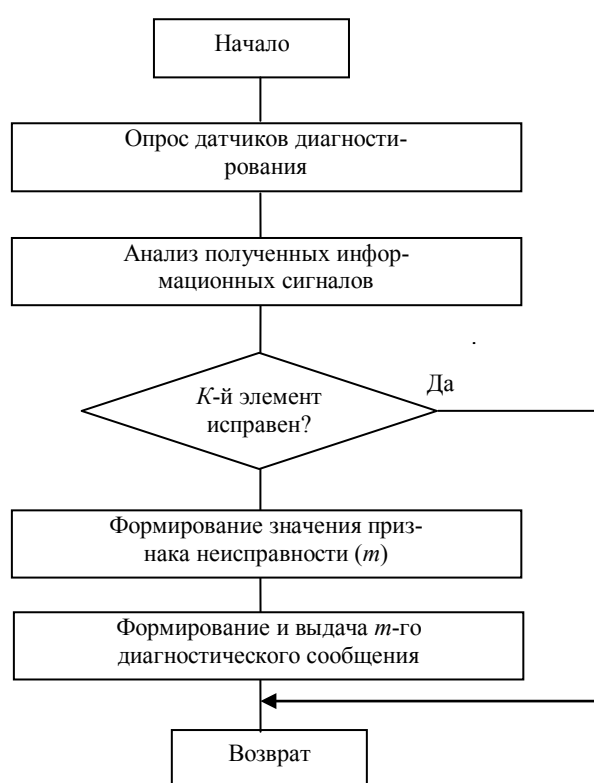 Начало
Опрос датчиков диагности-
рования
Анализ полученных инфор-
мационных сигналов
К-й элемент
исправен?
Да
Формирование значения приз-
нака неисправности (m)
Формирование и выдача m-го
диагностического сообщения
Возврат